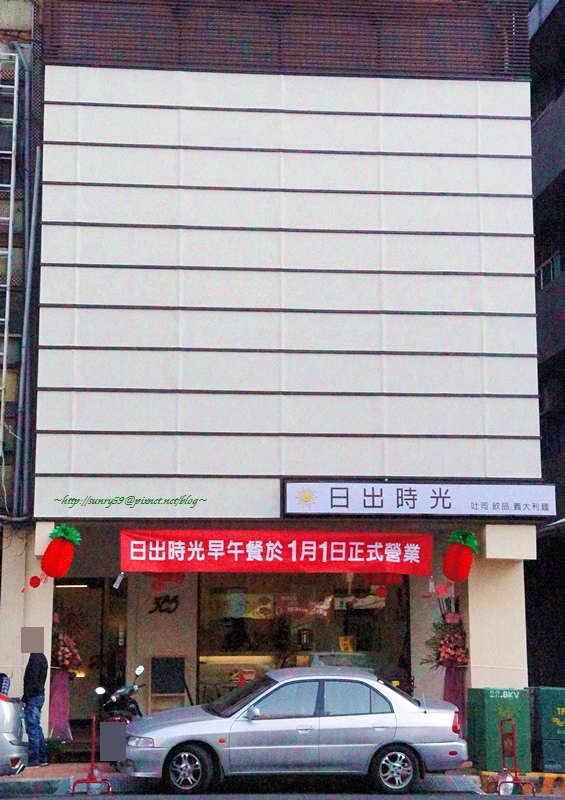 ~http://sunry59@pixnet.net/blog~
日出時光
吐司 飲品 義大利麵
日出時光早午餐於1月1日正式營業
22.8KV
TP